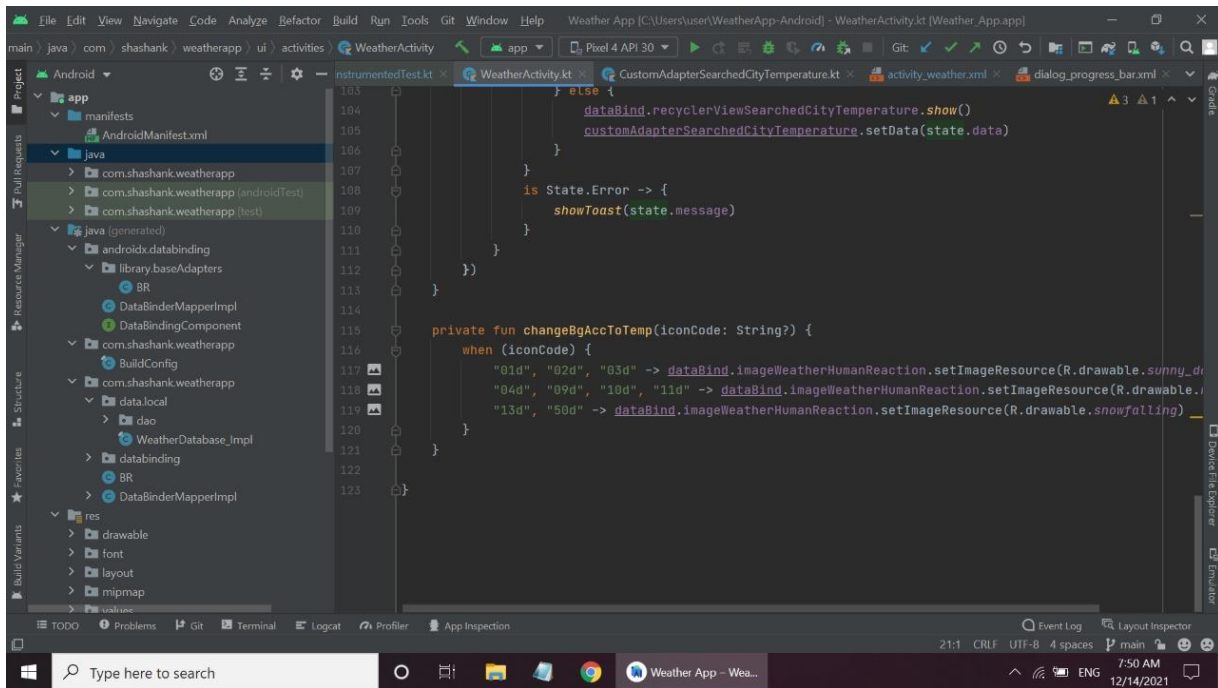 File Edit View Navigate Code Analyze Refactor Build Run Tools Git Window Help Weather App [C:\Users\user\WeatherApp-Android] - WeatherActivity.kt [Weather_App.app]
main java com shashank weatherapp ui activities WeatherActivity app Pixel 4 API 30 Git:
Android
nstrumentedTest.kt WeatherActivity.kt CustomAdapterSearchedCityTemperature.kt activity_weather.xml dialog_progress_bar.xml
Project
Pull Requests
Resource Manager
Structure
Favorites
Build Variants
app
manifests
AndroidManifest.xml
java
com.shashank.weatherapp
com.shashank.weatherapp (androidTest)
com.shashank.weatherapp (test)
java (generated)
androidx.databinding
library.baseAdapters
BR
DataBinderMapperImpl
DataBindingComponent
com.shashank.weatherapp
BuildConfig
com.shashank.weatherapp
data.local
dao
WeatherDatabase_Impl
databinding
BR
DataBinderMapperImpl
res
drawable
font
layout
mipmap
values
3 1
103 } else {
104 dataBind.recyclerViewSearchedCityTemperature.show()
105 customAdapterSearchedCityTemperature.setData(state.data)
106 }
107 }
108 is State.Error -> {
109 showToast(state.message)
110 }
111 }
112 })
113 }
114
115 private fun changeBgAccToTemp(iconCode: String?) {
116 when (iconCode) {
117 "01d", "02d", "03d" -> dataBind.imageWeatherHumanReaction.setImageResource(R.drawable.sunny_d
118 "04d", "09d", "10d", "11d" -> dataBind.imageWeatherHumanReaction.setImageResource(R.drawable.
119 "13d", "50d" -> dataBind.imageWeatherHumanReaction.setImageResource(R.drawable.snowfalling)
120 }
121 }
122
123 }
Gradle
Device File Explorer
Emulator
TODO Problems Git Terminal Logcat Profiler App Inspection Event Log Layout Inspector
21:1 CRLF UTF-8 4 spaces main
Type here to search Weather App – Wea... ENG 7:50 AM
12/14/2021